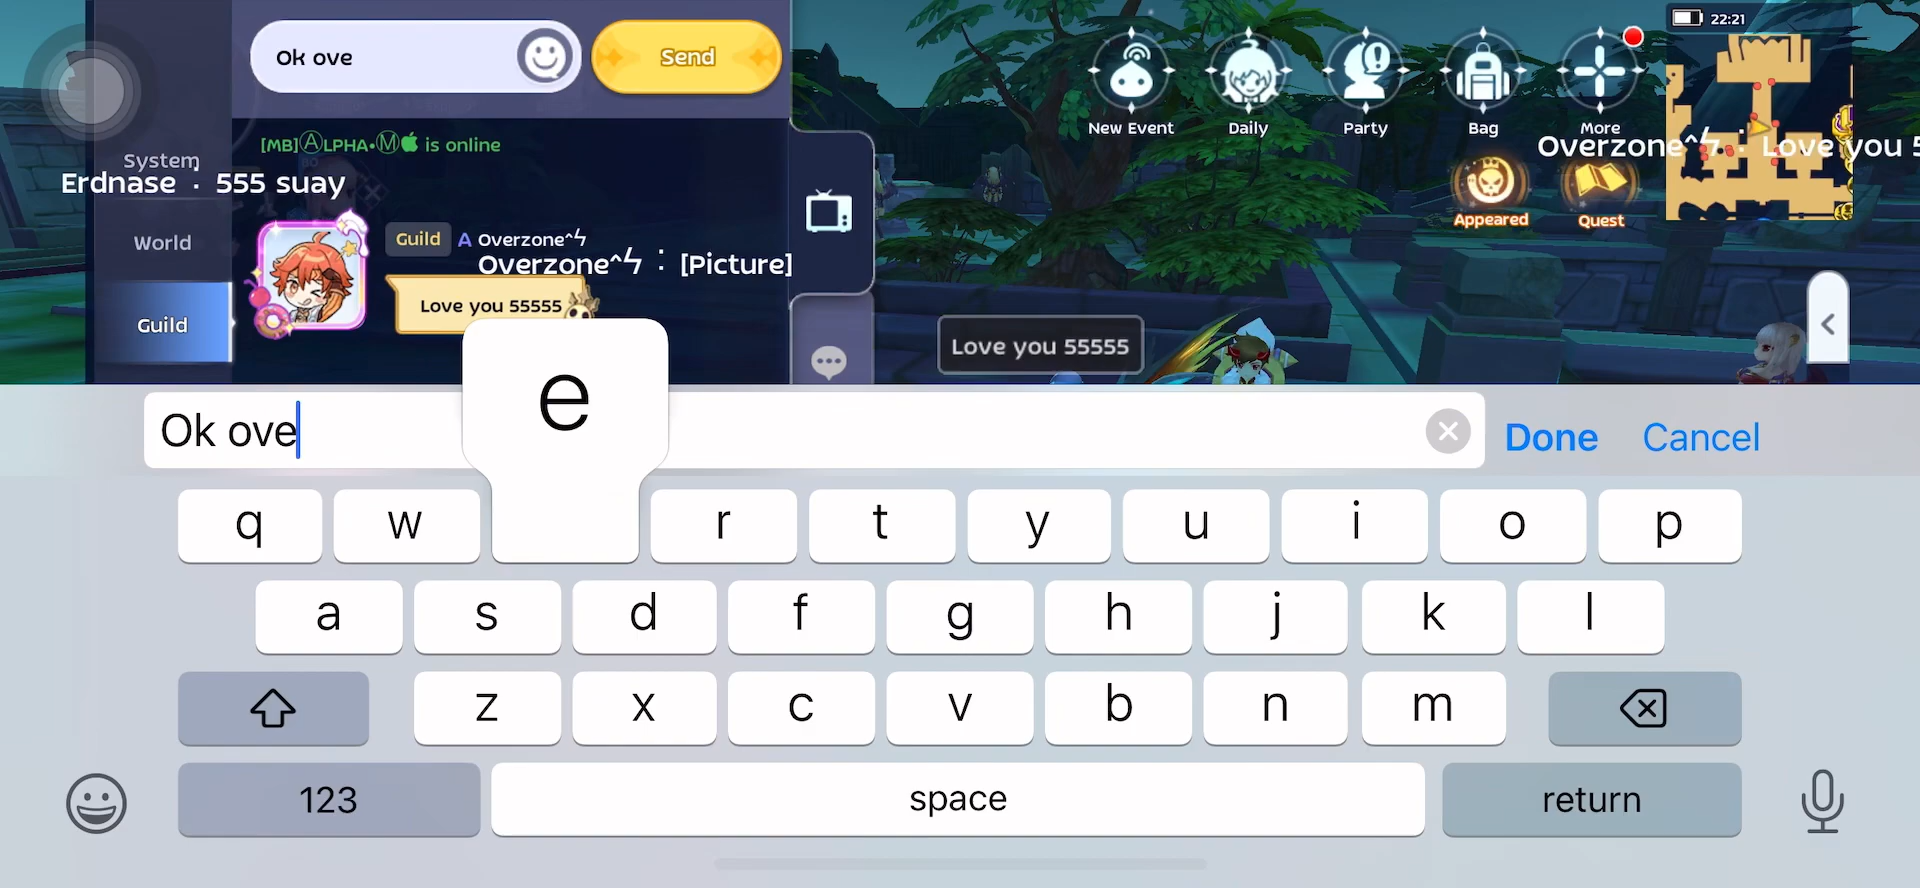 22:21
Ok ove
Send
New Event
Daily
Party
Bag
More
[MB]ⒶLPHA•Ⓜ is online
System
Erdnase : 555 suay
Overzone^ϟ : Love you 5
World
Guild A Overzone^ϟ
Overzone^ϟ : [Picture]
Appeared
Quest
Love you 55555
Guild
Love you 55555
e
Ok ove
Done
Cancel
q w r t y u i o p
a s d f g h j k l
z x c v b n m
123
space
return